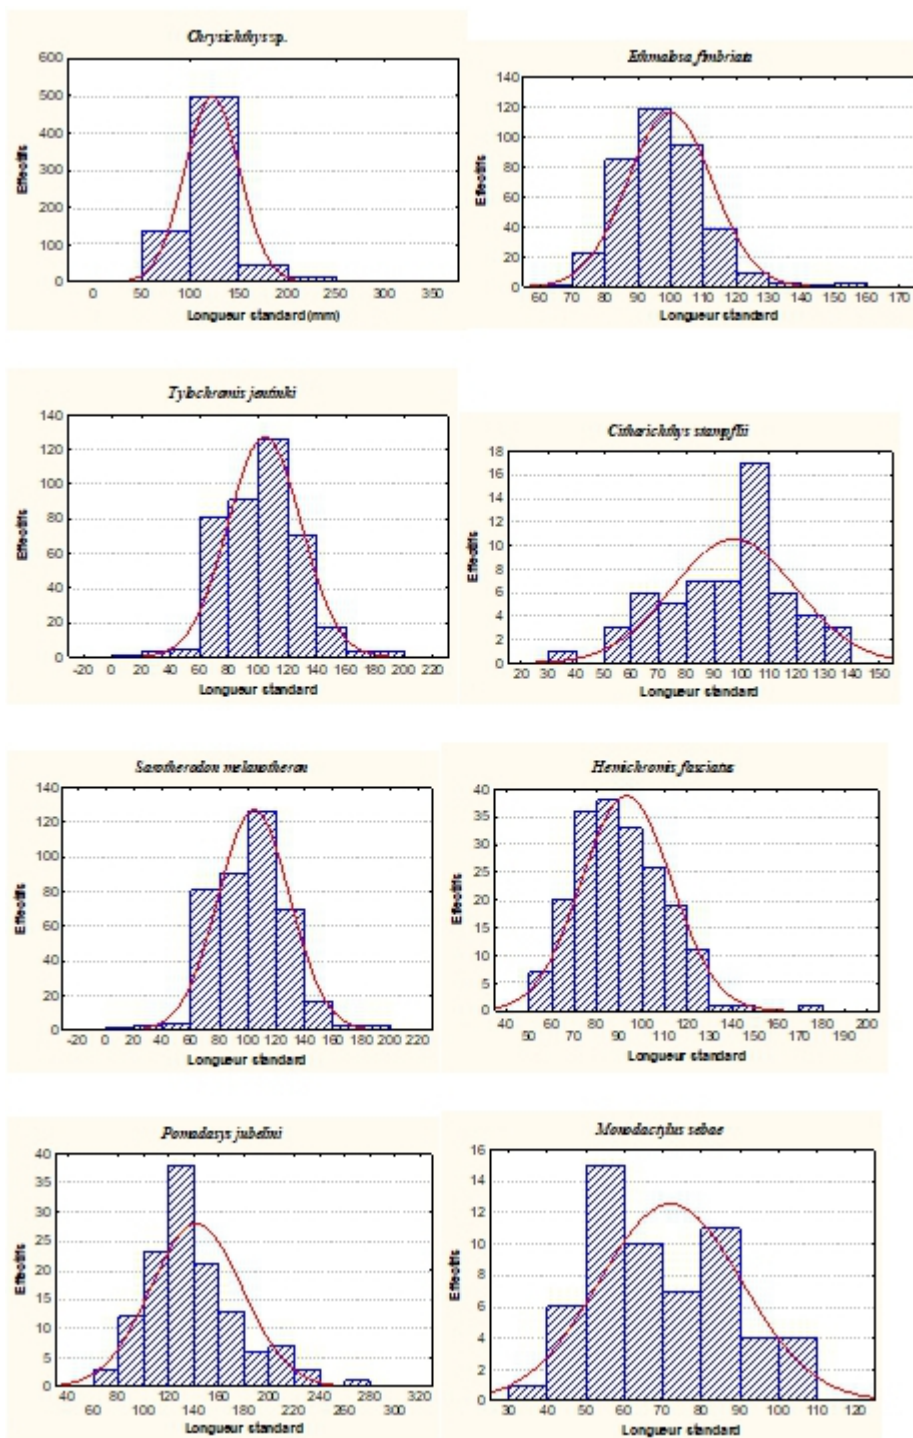 Chrysichthys sp.
600
500
400
300
200
100
0
Effectifs
0 50 100 150 200 250 300 350
Longueur standard (mm)
Ethmalosa fimbriata
140
120
100
80
60
40
20
0
Effectifs
60 70 80 90 100 110 120 130 140 150 160 170
Longueur standard
Tylochromis jentinki
140
120
100
80
60
40
20
0
Effectifs
-20 0 20 40 60 80 100 120 140 160 180 200 220
Longueur standard
Citharichthys stampflii
18
16
14
12
10
8
6
4
2
0
Effectifs
20 30 40 50 60 70 80 90 100 110 120 130 140 150
Longueur standard
Sarotherodon melanotheron
140
120
100
80
60
40
20
0
Effectifs
-20 0 20 40 60 80 100 120 140 160 180 200 220
Longueur standard
Hemichromis fasciatus
40
35
30
25
20
15
10
5
0
Effectifs
40 60 80 100 120 140 160 180 200
50 70 90 110 130 150 170 190
Longueur standard
Pomadasys jubelini
40
35
30
25
20
15
10
5
0
Effectifs
40 80 120 160 200 240 280 320
60 100 140 180 220 260 300
Longueur standard
Monodactylus sebae
16
14
12
10
8
6
4
2
0
Effectifs
30 40 50 60 70 80 90 100 110 120
Longueur standard